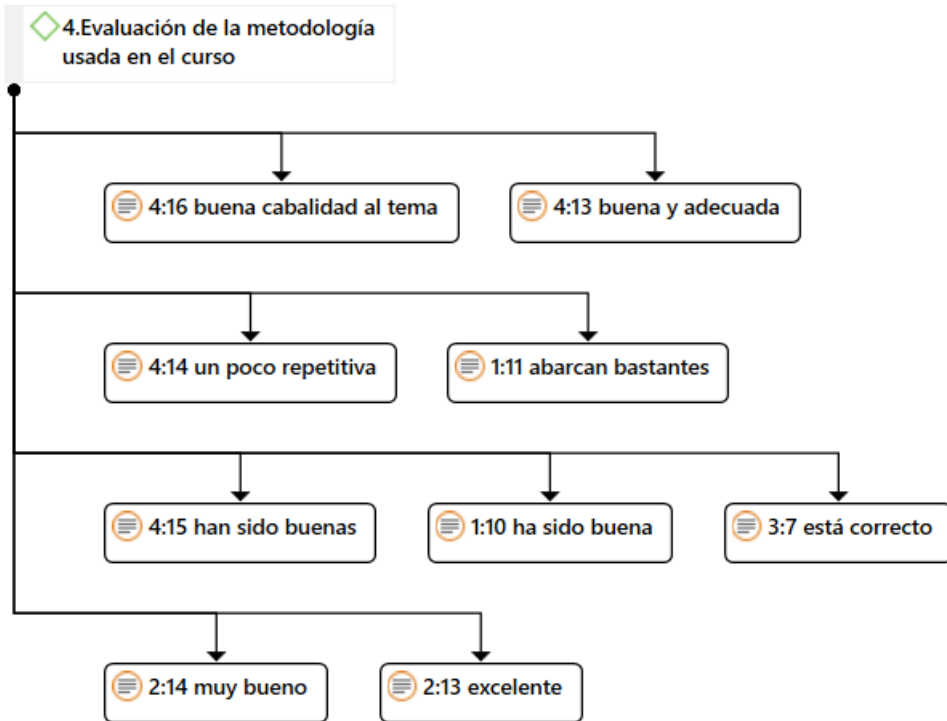 4.Evaluación de la metodología
usada en el curso
4:16 buena cabalidad al tema
4:13 buena y adecuada
4:14 un poco repetitiva
1:11 abarcan bastantes
4:15 han sido buenas
1:10 ha sido buena
3:7 está correcto
2:14 muy bueno
2:13 excelente